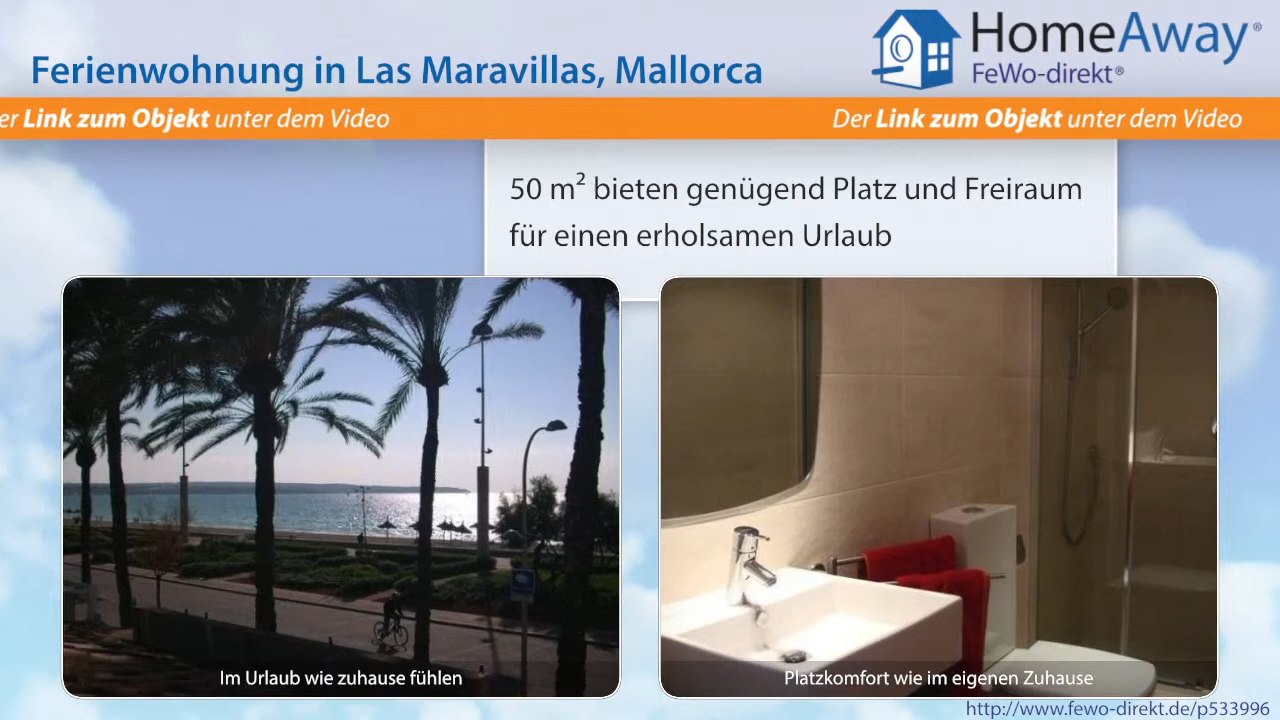 HomeAway®
FeWo-direkt®
Ferienwohnung in Las Maravillas, Mallorca
er Link zum Objekt unter dem Video
Der Link zum Objekt unter dem Video
50 m² bieten genügend Platz und Freiraum
für einen erholsamen Urlaub
Im Urlaub wie zuhause fühlen
Platzkomfort wie im eigenen Zuhause
http://www.fewo-direkt.de/p533996